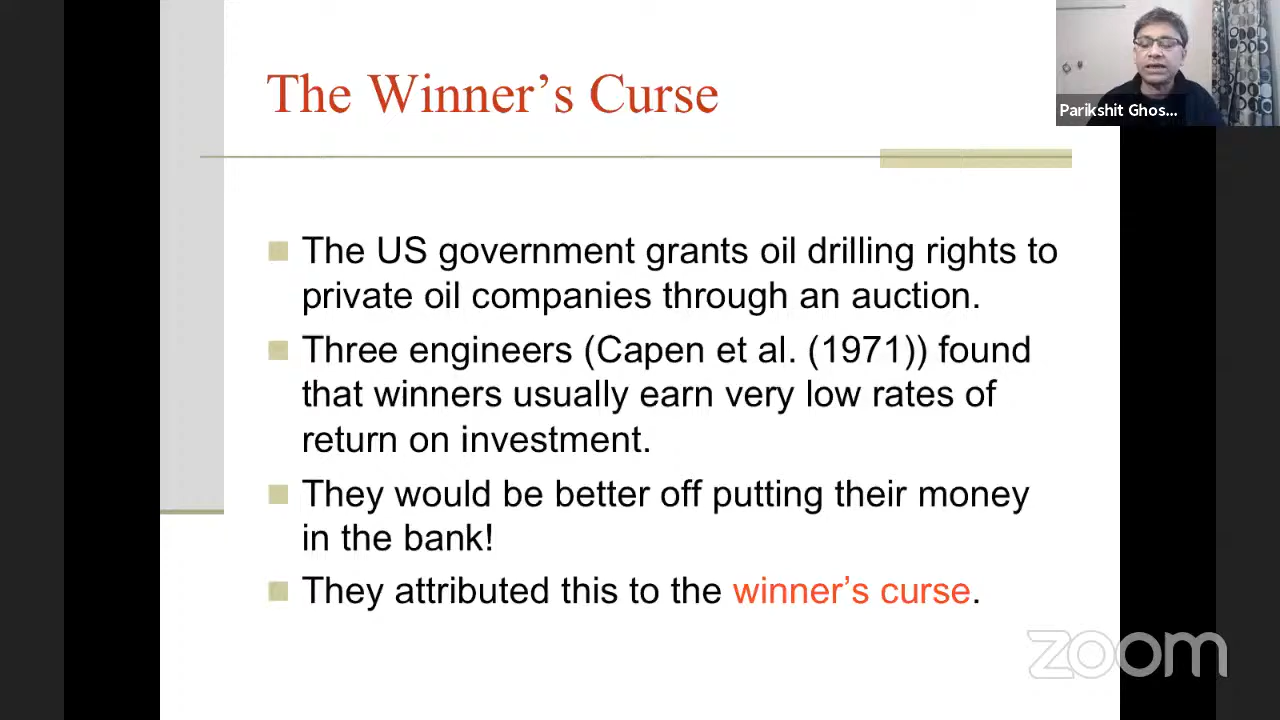 The Winner's Curse
Parikshit Ghos...
The US government grants oil drilling rights to
private oil companies through an auction.
Three engineers (Capen et al. (1971)) found
that winners usually earn very low rates of
return on investment.
They would be better off putting their money
in the bank!
They attributed this to the winner's curse.
zoom